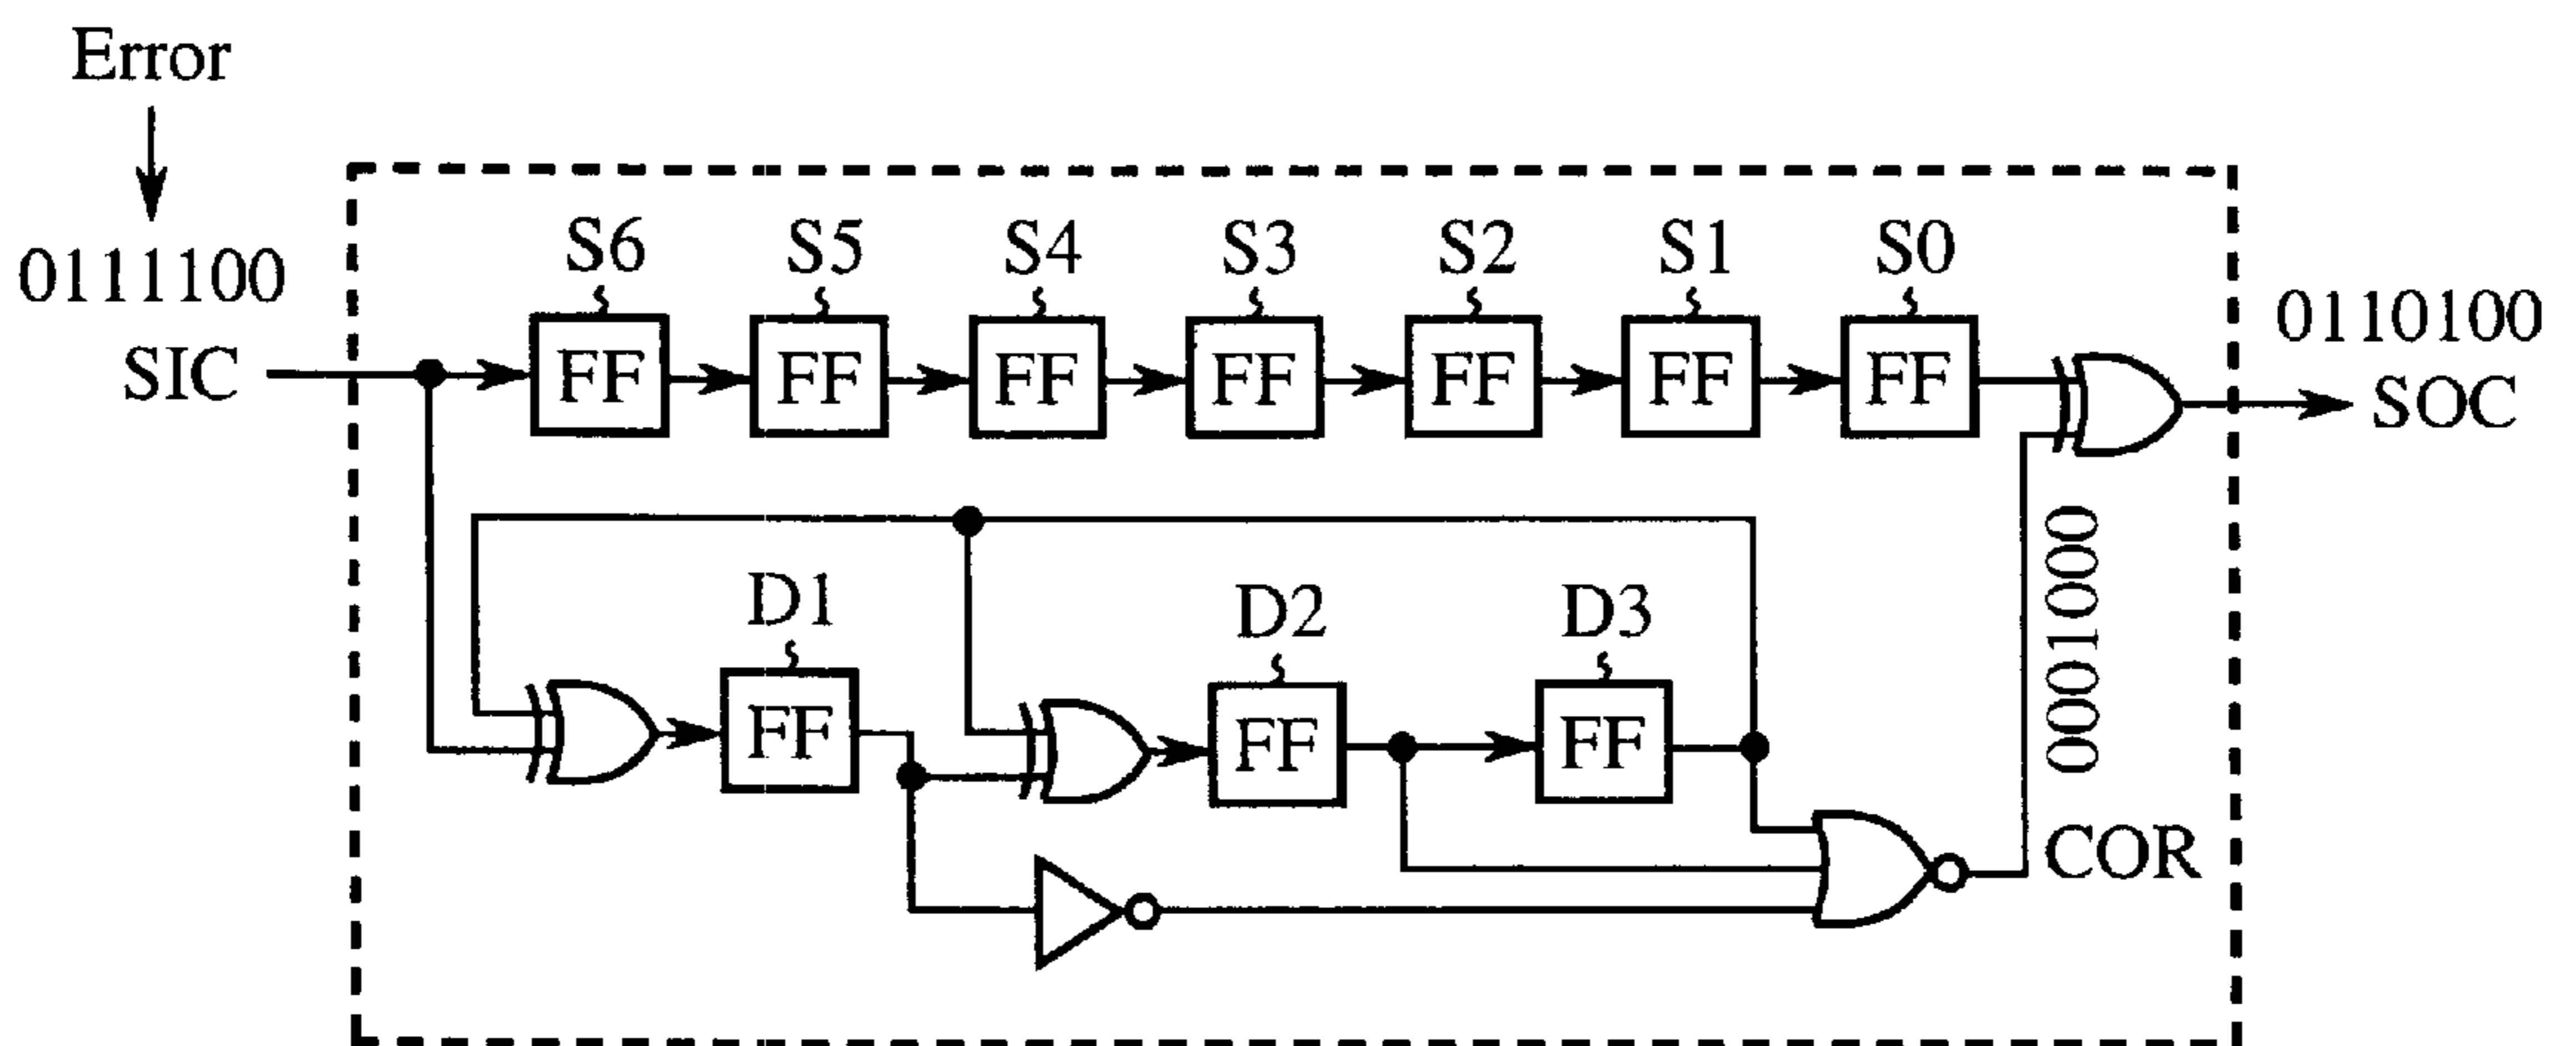 Error
0111100
SIC
S6 S5 S4 S3 S2 S1 S0
FF FF FF FF FF FF FF
0110100
SOC
D1 D2 D3
FF FF FF
0001000
COR